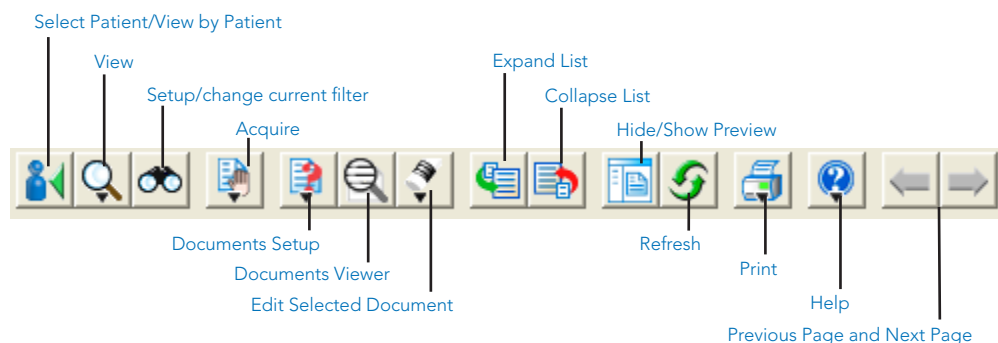 Select Patient/View by Patient
View
Expand List
Setup/change current filter
Collapse List
Acquire
Hide/Show Preview
Documents Setup
Refresh
Documents Viewer
Print
Edit Selected Document
Help
Previous Page and Next Page